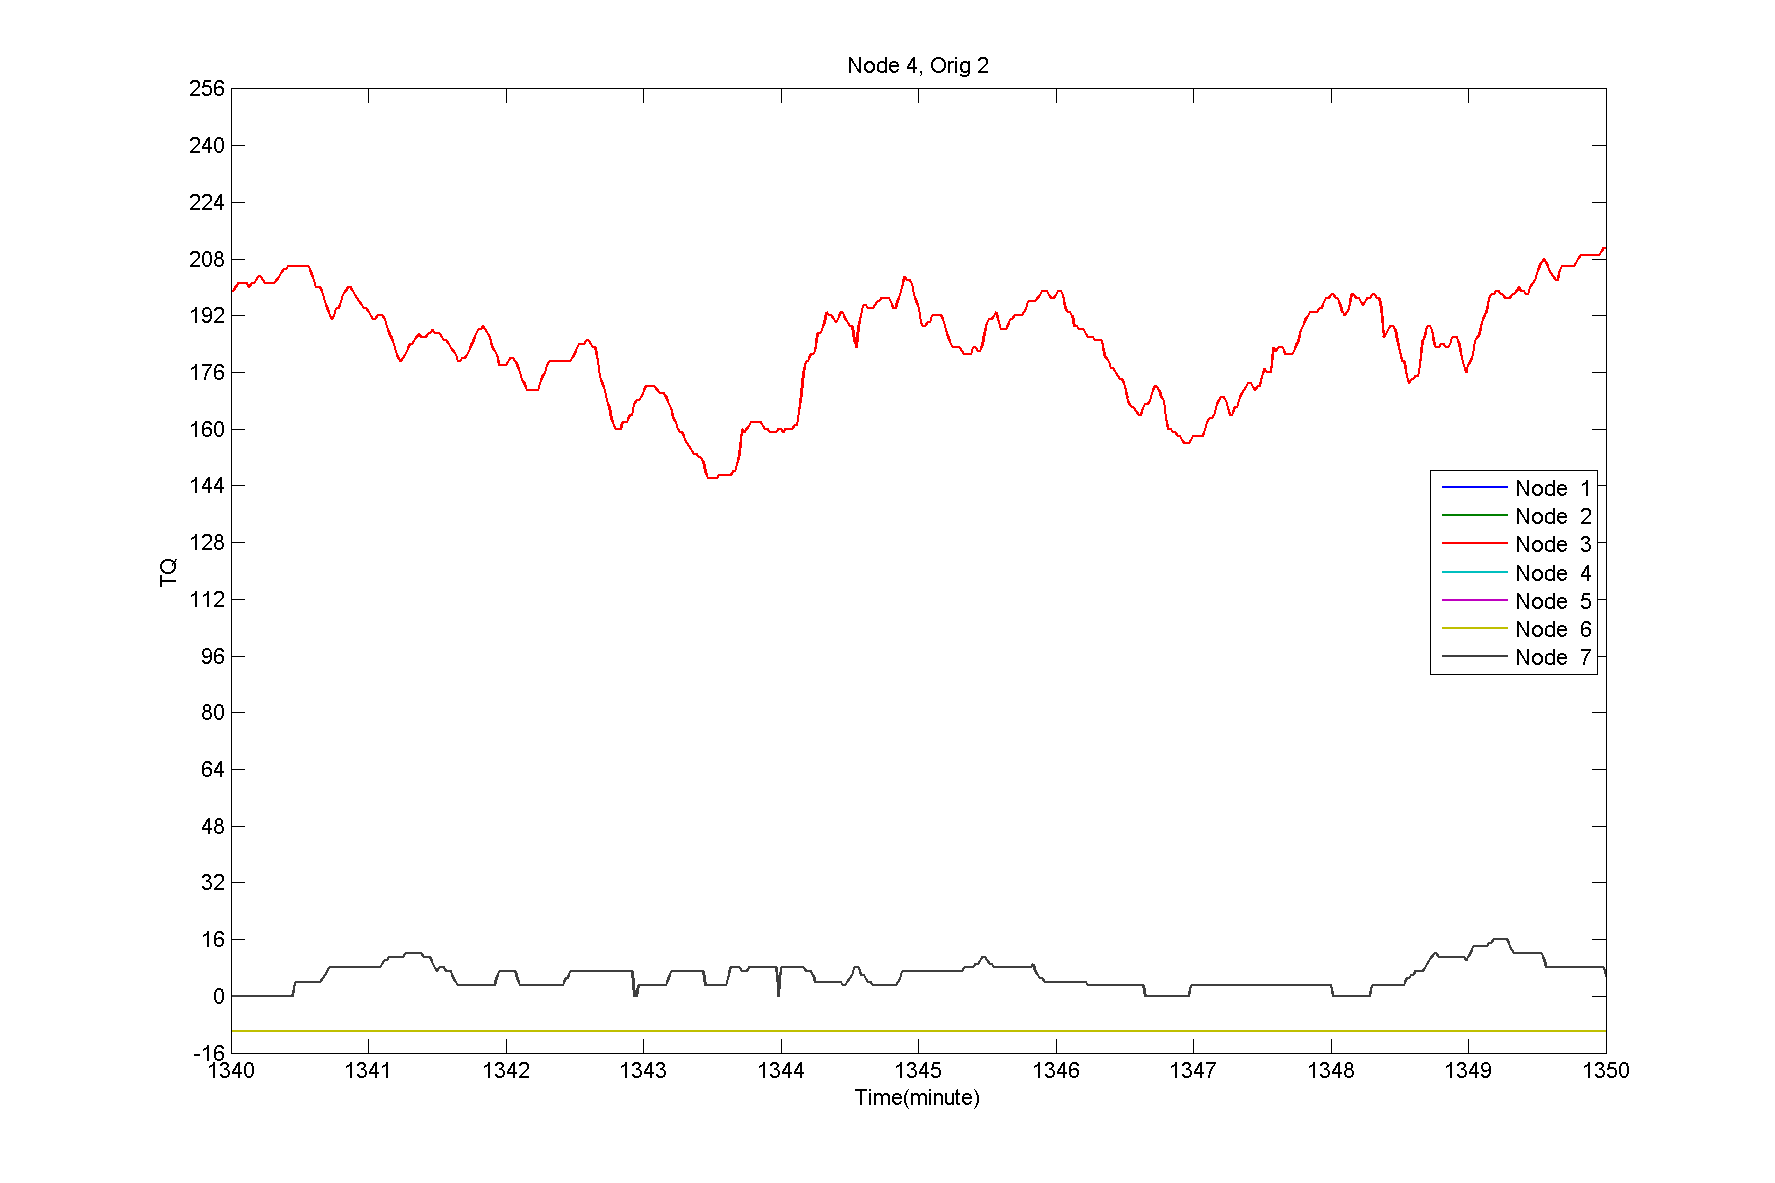 Node 4, Orig 2
256
240
224
208
192
176
160
144
128
112
96
80
64
48
32
16
0
-16
TQ
Node 1
Node 2
Node 3
Node 4
Node 5
Node 6
Node 7
1340 1341 1342 1343 1344 1345 1346 1347 1348 1349 1350
Time(minute)